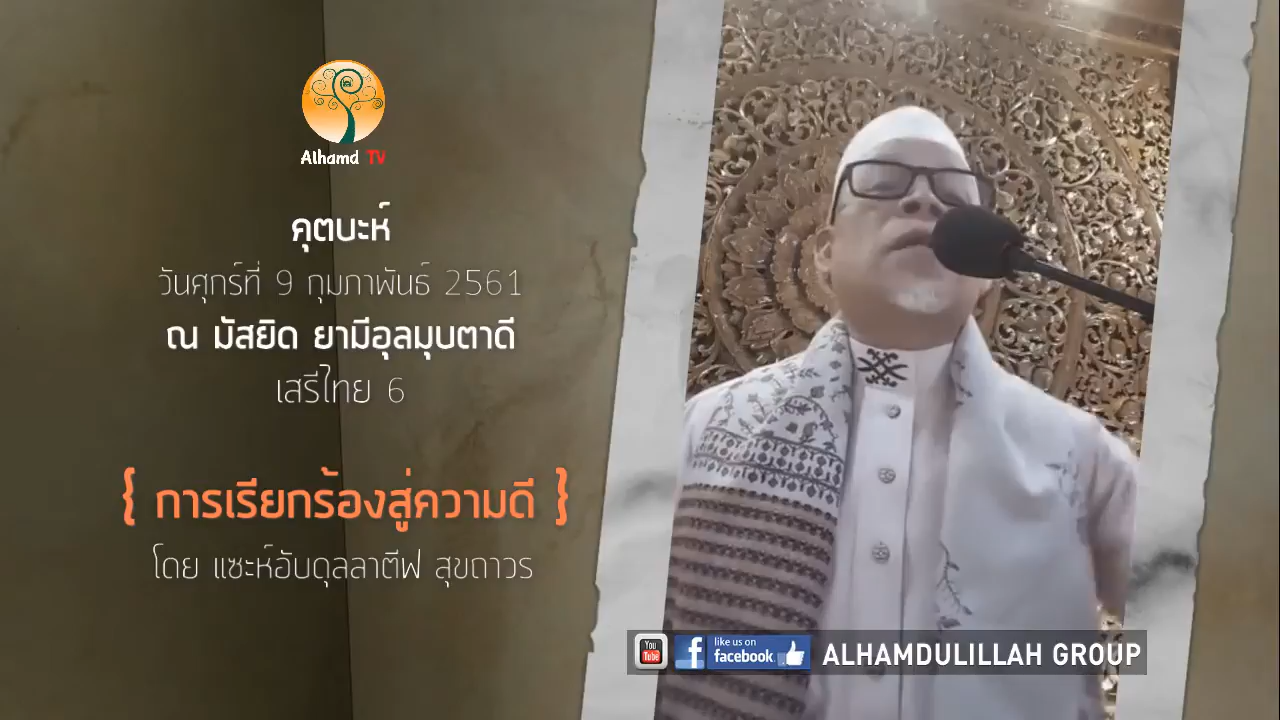 Alhamd TV
คุตบะห์
วันศุกร์ที่ 9 กุมภาพันธ์ 2561
ณ มัสยิด ยามีอุลมุบตาดี
เสรีไทย 6
{ การเรียกร้องสู่ความดี }
โดย แซะห์อับดุลลาตีฟ สุขถาวร
You
Tube
f
like us on
facebook
ALHAMDULILLAH GROUP